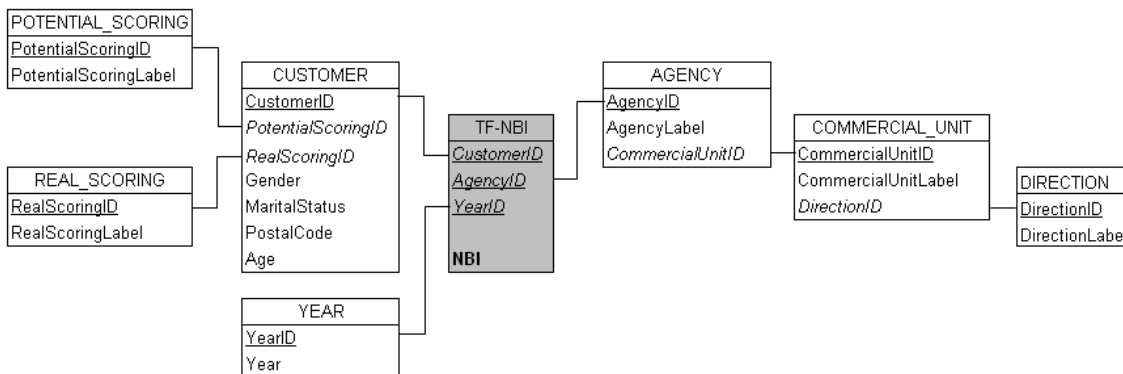 POTENTIAL_SCORING
PotentialScoringID
PotentialScoringLabel
REAL_SCORING
RealScoringID
RealScoringLabel
CUSTOMER
CustomerID
PotentialScoringID
RealScoringID
Gender
MaritalStatus
PostalCode
Age
YEAR
YearID
Year
TF-NBI
CustomerID
AgencyID
YearID
NBI
AGENCY
AgencyID
AgencyLabel
CommercialUnitID
COMMERCIAL_UNIT
CommercialUnitID
CommercialUnitLabel
DirectionID
DIRECTION
DirectionID
DirectionLabel